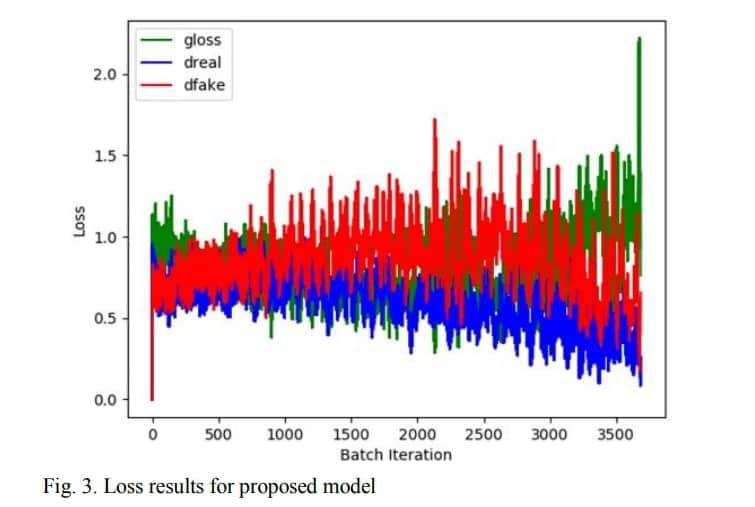 gloss
dreal
dfake
2.0
1.5
1.0
0.5
0.0
Loss
0 500 1000 1500 2000 2500 3000 3500
Batch Iteration
Fig. 3. Loss results for proposed model